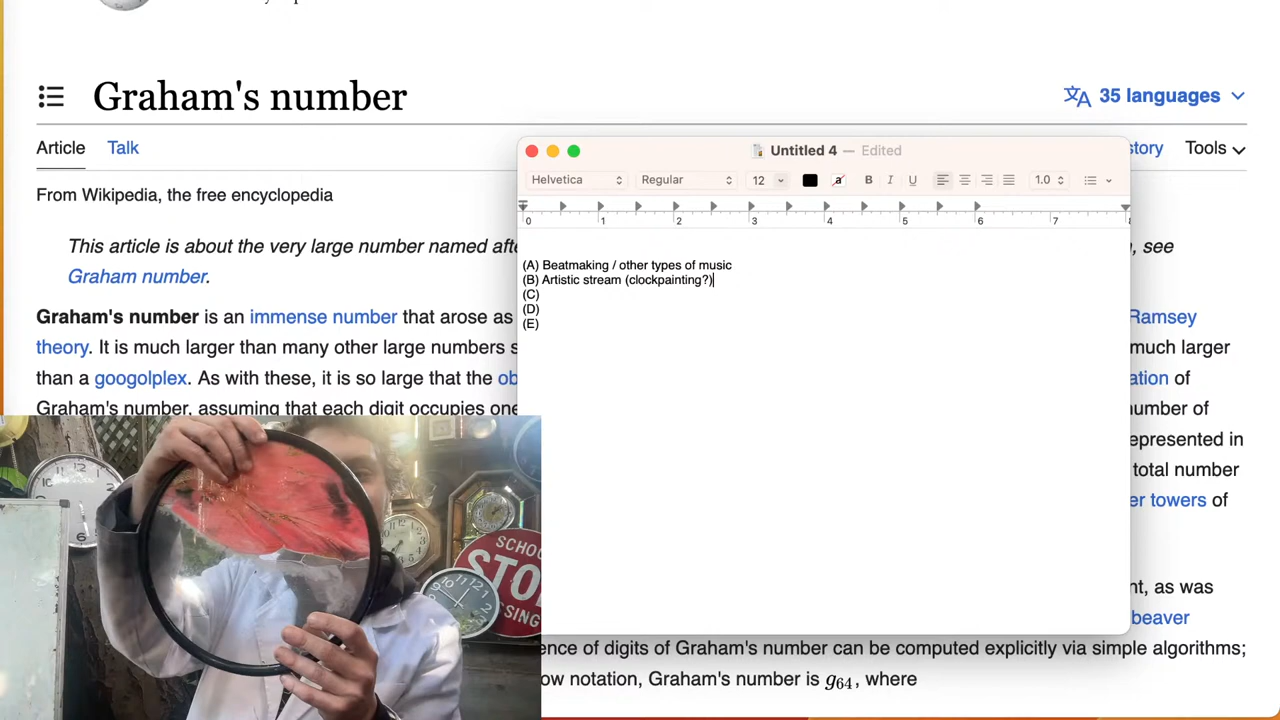 Graham's number
35 languages
Article Talk
story Tools
From Wikipedia, the free encyclopedia
This article is about the very large number named afte
n, see
Graham number.
Graham's number is an immense number that arose as
Ramsey
theory. It is much larger than many other large numbers s
much larger
than a googolplex. As with these, it is so large that the ob
ation of
Graham's number, assuming that each digit occupies one
number of
epresented in
total number
er towers of
nt, as was
beaver
ence of digits of Graham's number can be computed explicitly via simple algorithms;
ow notation, Graham's number is g64, where
Untitled 4 — Edited
Helvetica Regular 12 a B I U 1.0
0 1 2 3 4 5 6 7 8
(A) Beatmaking / other types of music
(B) Artistic stream (clockpainting?)
(C)
(D)
(E)
SCHOO
STO
SSING